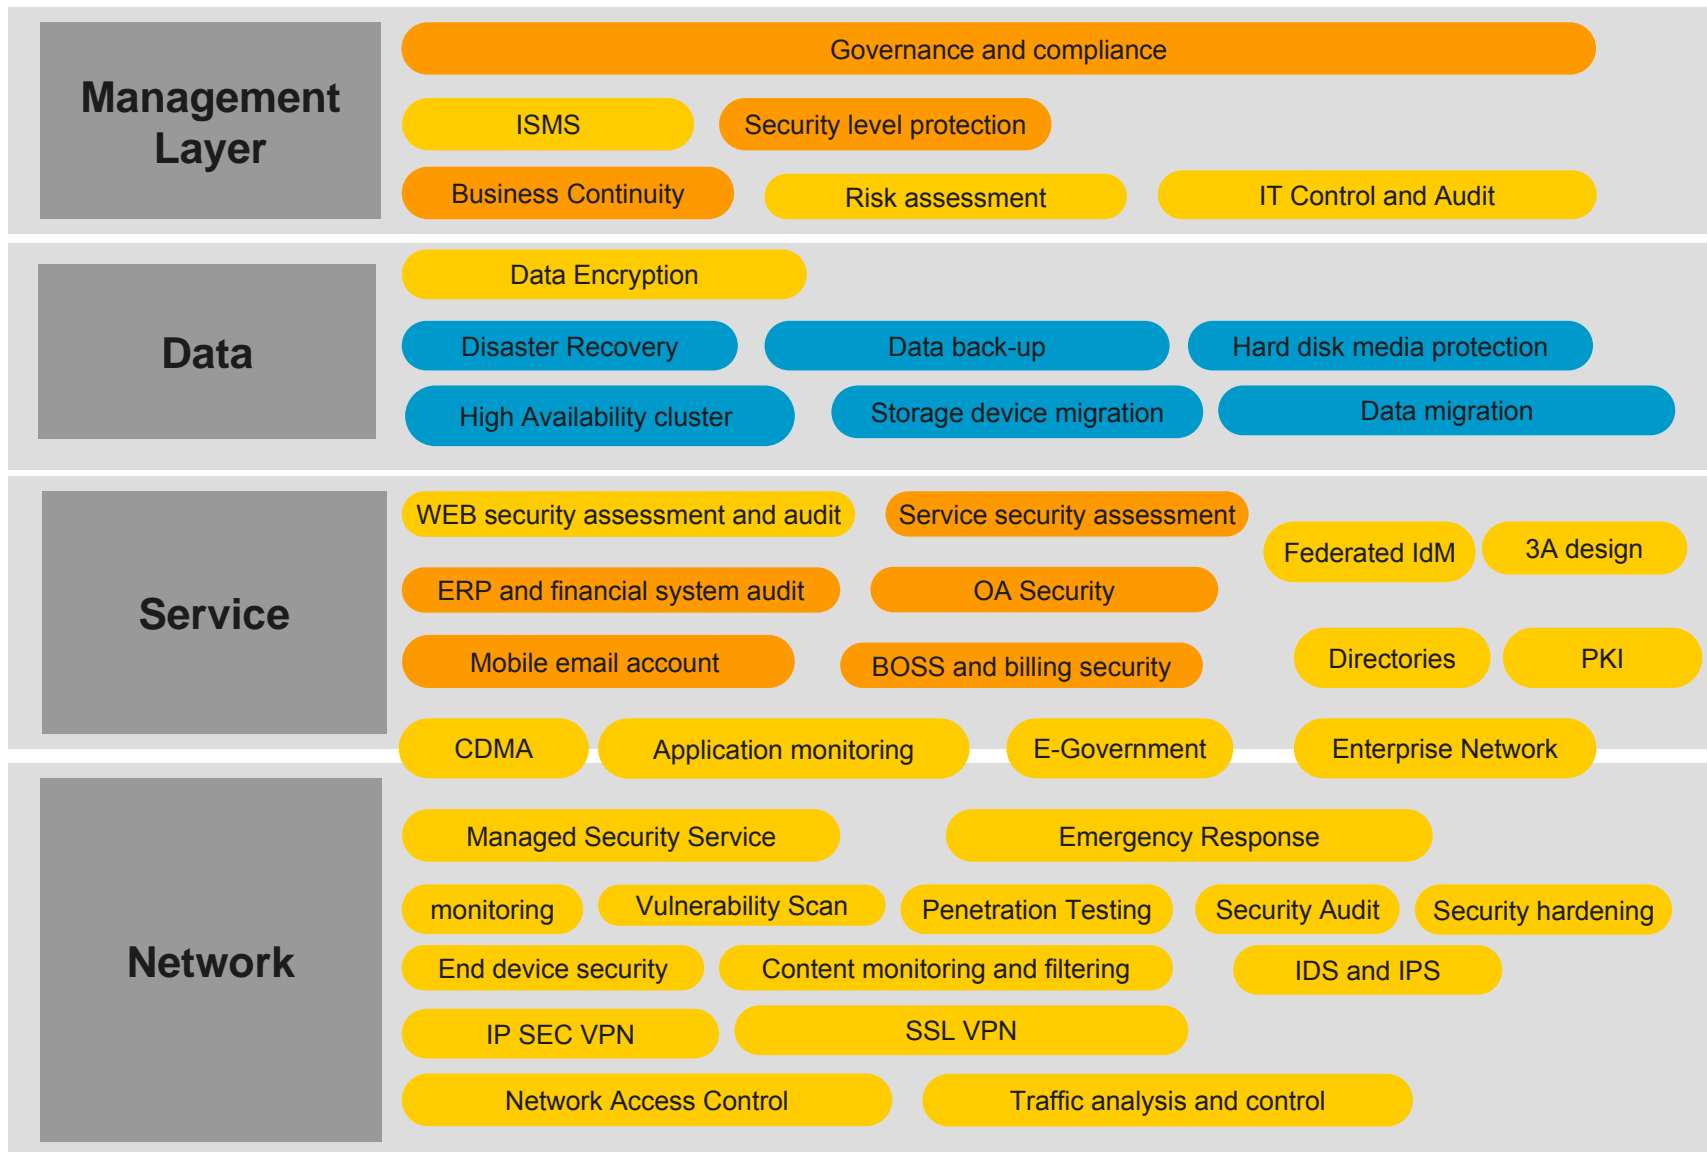 Management
Layer
Governance and compliance
ISMS
Security level protection
Business Continuity
Risk assessment
IT Control and Audit
Data
Data Encryption
Disaster Recovery
Data back-up
Hard disk media protection
High Availability cluster
Storage device migration
Data migration
Service
WEB security assessment and audit
Service security assessment
Federated IdM
3A design
ERP and financial system audit
OA Security
Mobile email account
BOSS and billing security
Directories
PKI
CDMA
Application monitoring
E-Government
Enterprise Network
Network
Managed Security Service
Emergency Response
monitoring
Vulnerability Scan
Penetration Testing
Security Audit
Security hardening
End device security
Content monitoring and filtering
IDS and IPS
IP SEC VPN
SSL VPN
Network Access Control
Traffic analysis and control